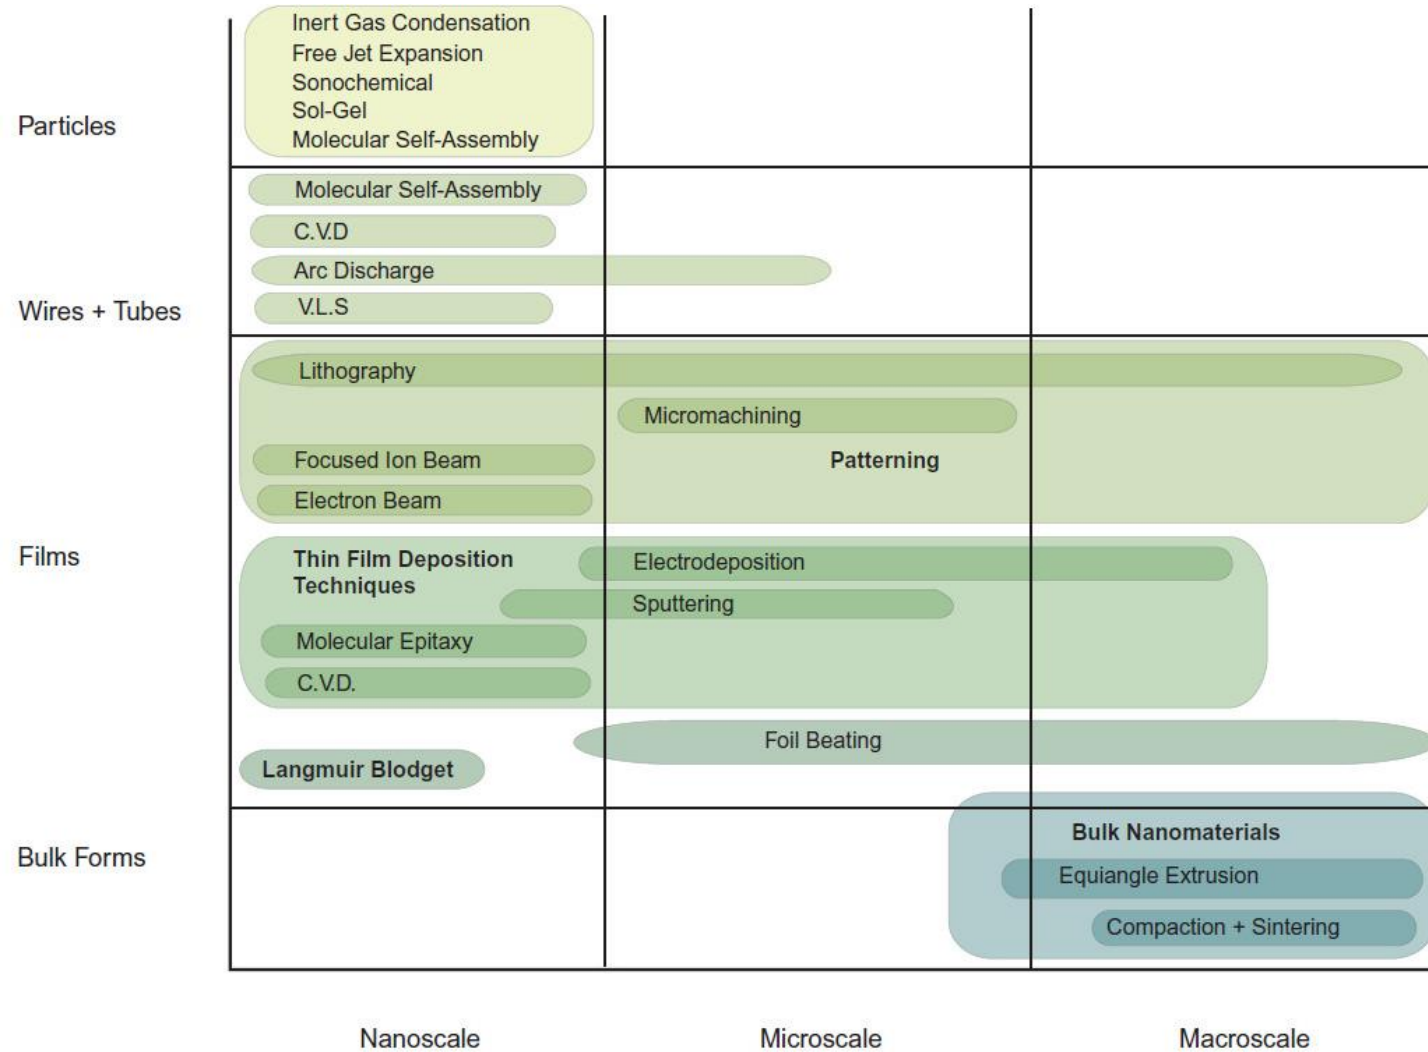 Inert Gas Condensation
Free Jet Expansion
Sonochemical
Sol-Gel
Molecular Self-Assembly
Particles
Molecular Self-Assembly
C.V.D
Arc Discharge
V.L.S
Wires + Tubes
Lithography
Micromachining
Focused Ion Beam
Patterning
Electron Beam
Films
Thin Film Deposition
Techniques
Electrodeposition
Sputtering
Molecular Epitaxy
C.V.D.
Foil Beating
Langmuir Blodget
Bulk Forms
Bulk Nanomaterials
Equiangle Extrusion
Compaction + Sintering
Nanoscale
Microscale
Macroscale